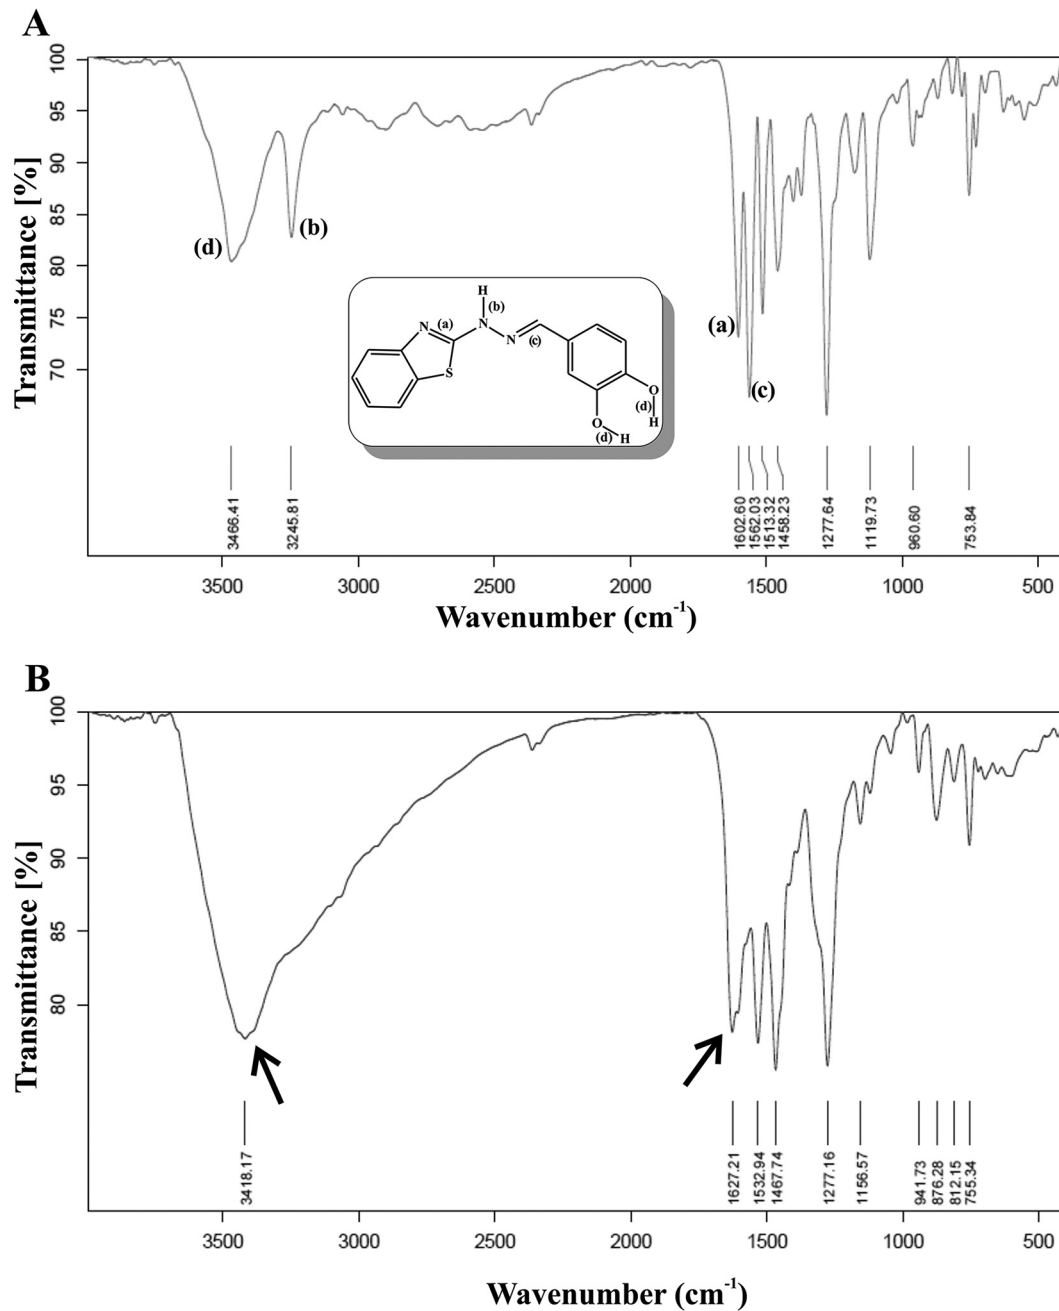 A
Transmittance [%]
100
95
90
85
80
75
70
(d)
(b)
(a)
(c)
H
N
(a)
N
(b)
N
(c)
S
O
(d)
H
O
(d)
H
3466.41
3245.81
1602.60
1562.03
1513.32
1458.23
1277.64
1119.73
960.60
753.84
3500 3000 2500 2000 1500 1000 500
Wavenumber (cm-1)
B
Transmittance [%]
100
95
90
85
80
3418.17
1627.21
1532.94
1467.74
1277.16
1156.57
941.73
876.28
812.15
755.34
3500 3000 2500 2000 1500 1000 500
Wavenumber (cm-1)